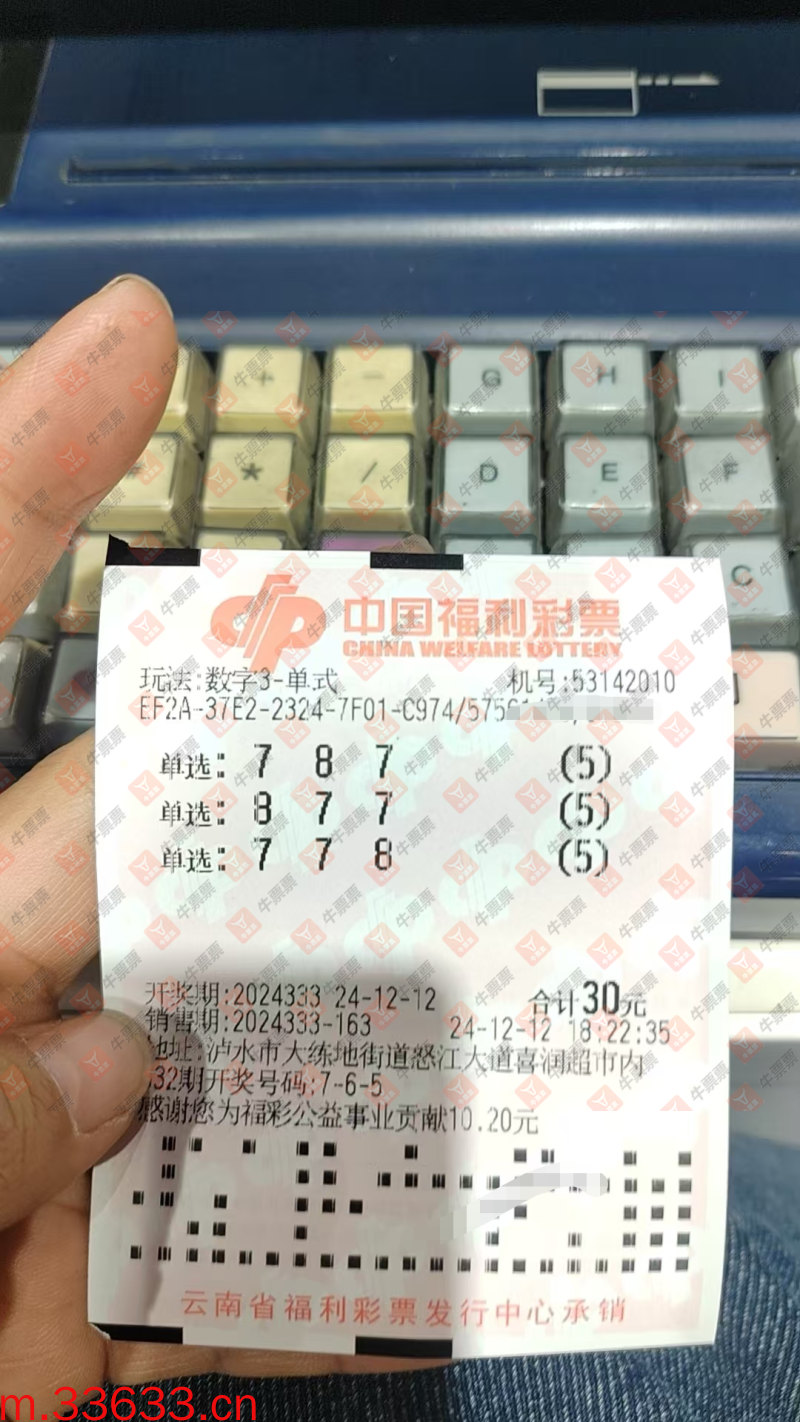 + - G H I
* / D E F
C
中国福利彩票
CHINA WELFARE LOTTERY
玩法:数字3-单式 机号:53142010
EF2A-37E2-2324-7F01-C974/5756
单选: 7 8 7 (5)
单选: 8 7 7 (5)
单选: 7 7 8 (5)
开奖期:2024333 24-12-12 合计30元
销售期:2024333-163 24-12-12 18:22:35
地址:泸水市大练地街道怒江大道喜润超市内
332期开奖号码:7-6-5
感谢您为福彩公益事业贡献10.20元
云南省福利彩票发行中心承销
牛票票
m.33633.cn